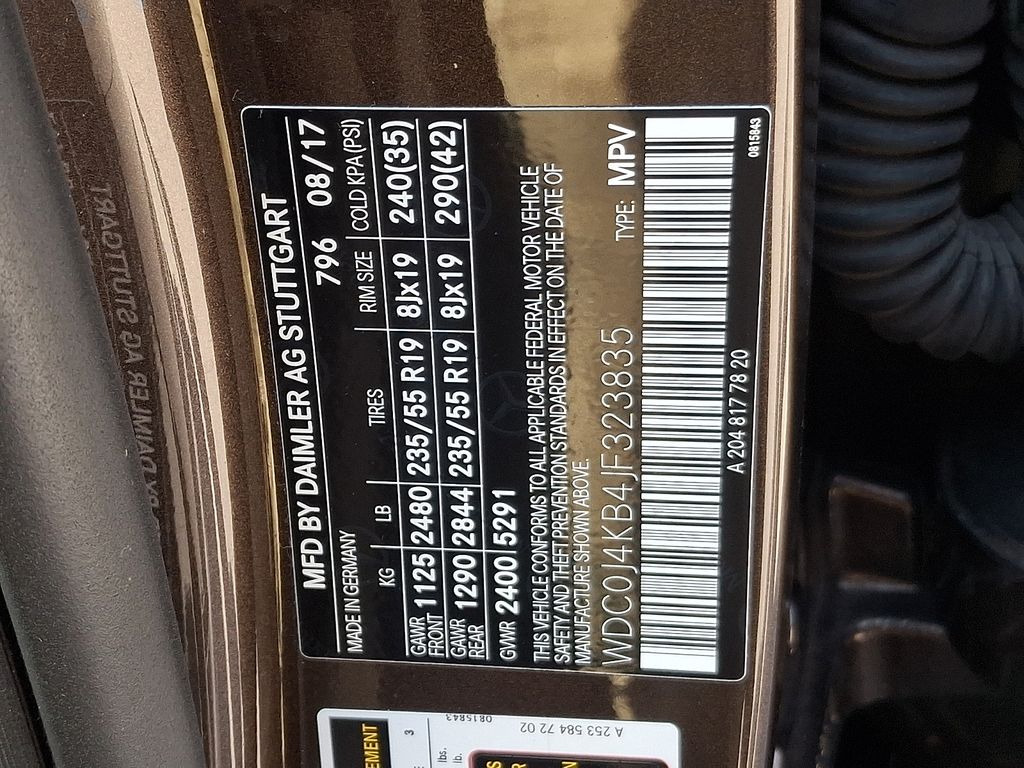 MFD BY DAIMLER AG STUTTGART
796 08/17
MADE IN GERMANY
KG LB TIRES RIM SIZE COLD KPA(PSI)
GAWR FRONT 1125 2480 235/55 R19 8Jx19 240(35)
GAWR REAR 1290 2844 235/55 R19 8Jx19 290(42)
GVWR 2400 5291
THIS VEHICLE CONFORMS TO ALL APPLICABLE FEDERAL MOTOR VEHICLE
SAFETY AND THEFT PREVENTION STANDARDS IN EFFECT ON THE DATE OF
MANUFACTURE SHOWN ABOVE.
WDC0J4KB4JF323835 TYPE: MPV
A 204 817 78 20
0815843
EMENT
3
lbs.
lb.
0815843
A 253 584 72 02